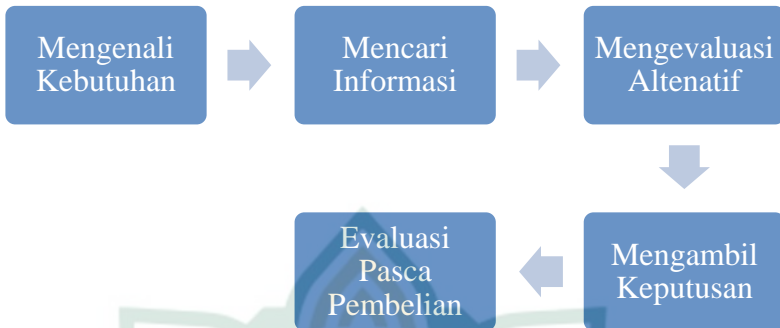 Mengenali
Kebutuhan
Mencari
Informasi
Mengevaluasi
Altenatif
Mengambil
Keputusan
Evaluasi
Pasca
Pembelian